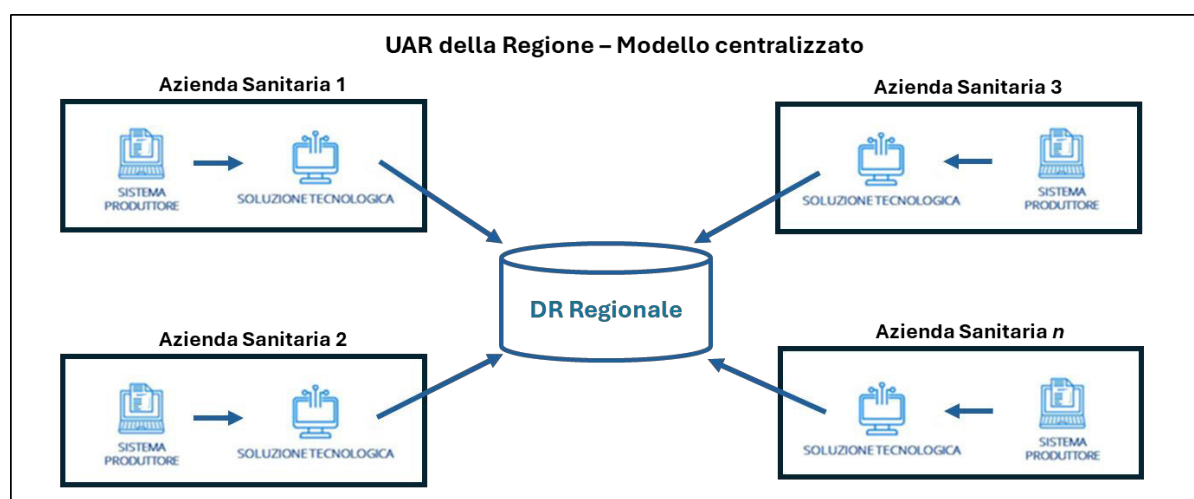 UAR della Regione – Modello centralizzato
Azienda Sanitaria 1
SISTEMA
PRODUTTORE
SOLUZIONE TECNOLOGICA
Azienda Sanitaria 3
SOLUZIONE TECNOLOGICA
SISTEMA
PRODUTTORE
DR Regionale
Azienda Sanitaria 2
SISTEMA
PRODUTTORE
SOLUZIONE TECNOLOGICA
Azienda Sanitaria n
SOLUZIONE TECNOLOGICA
SISTEMA
PRODUTTORE